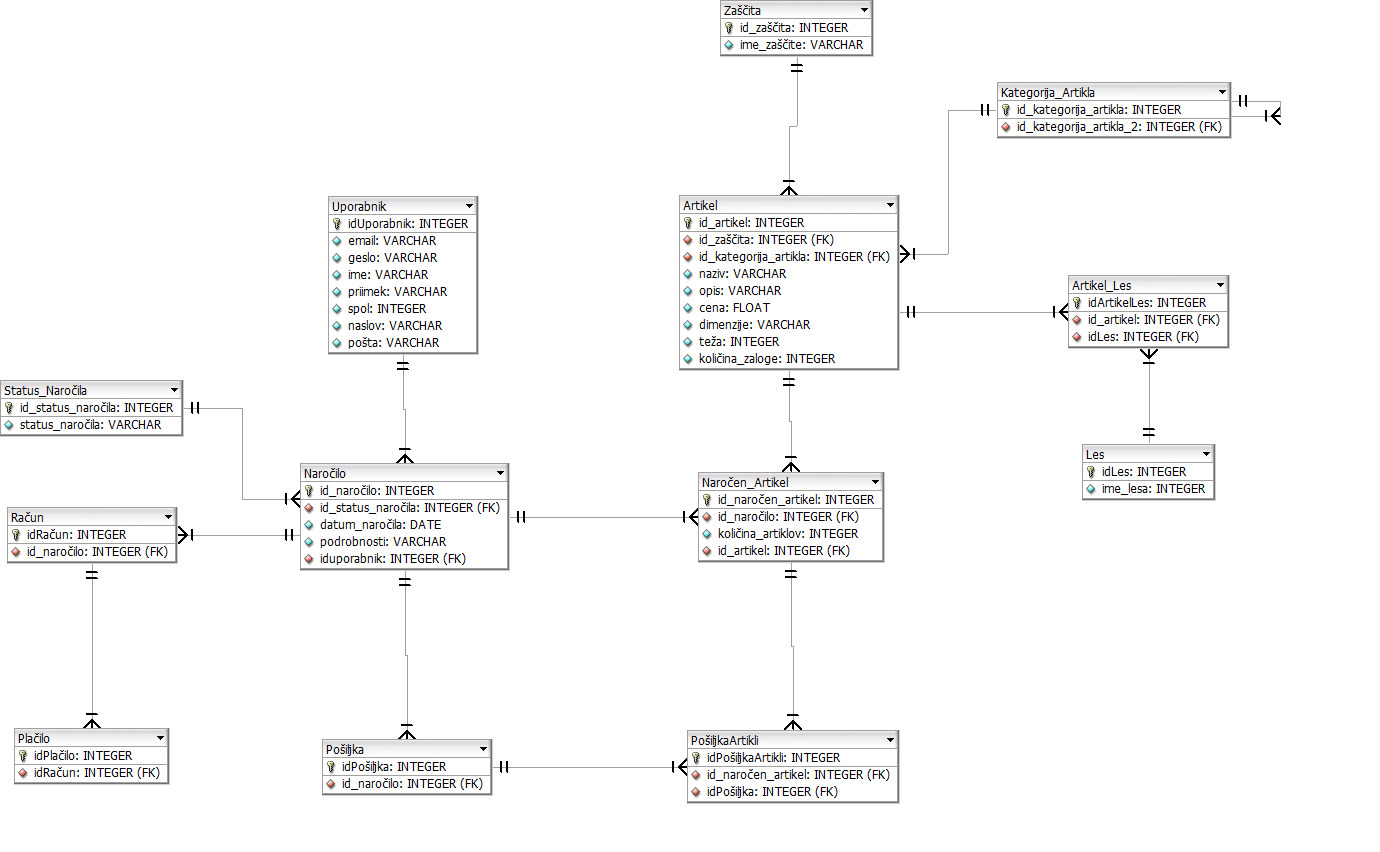 Zaščita
id_zaščita: INTEGER
ime_zaščite: VARCHAR
Kategorija_Artikla
id_kategorija_artikla: INTEGER
id_kategorija_artikla_2: INTEGER (FK)
Uporabnik
idUporabnik: INTEGER
email: VARCHAR
geslo: VARCHAR
ime: VARCHAR
priimek: VARCHAR
spol: INTEGER
naslov: VARCHAR
pošta: VARCHAR
Artikel
id_artikel: INTEGER
id_zaščita: INTEGER (FK)
id_kategorija_artikla: INTEGER (FK)
naziv: VARCHAR
opis: VARCHAR
cena: FLOAT
dimenzije: VARCHAR
teža: INTEGER
količina_zaloge: INTEGER
Artikel_Les
idArtikelLes: INTEGER
id_artikel: INTEGER (FK)
idLes: INTEGER (FK)
Status_Naročila
id_status_naročila: INTEGER
status_naročila: VARCHAR
Les
idLes: INTEGER
ime_lesa: INTEGER
Naročilo
id_naročilo: INTEGER
id_status_naročila: INTEGER (FK)
datum_naročila: DATE
podrobnosti: VARCHAR
iduporabnik: INTEGER (FK)
Naročen_Artikel
id_naročen_artikel: INTEGER
id_naročilo: INTEGER (FK)
količina_artiklov: INTEGER
id_artikel: INTEGER (FK)
Račun
idRačun: INTEGER
id_naročilo: INTEGER (FK)
Plačilo
idPlačilo: INTEGER
idRačun: INTEGER (FK)
Pošiljka
idPošiljka: INTEGER
id_naročilo: INTEGER (FK)
PošiljkaArtikli
idPošiljkaArtikli: INTEGER
id_naročen_artikel: INTEGER (FK)
idPošiljka: INTEGER (FK)